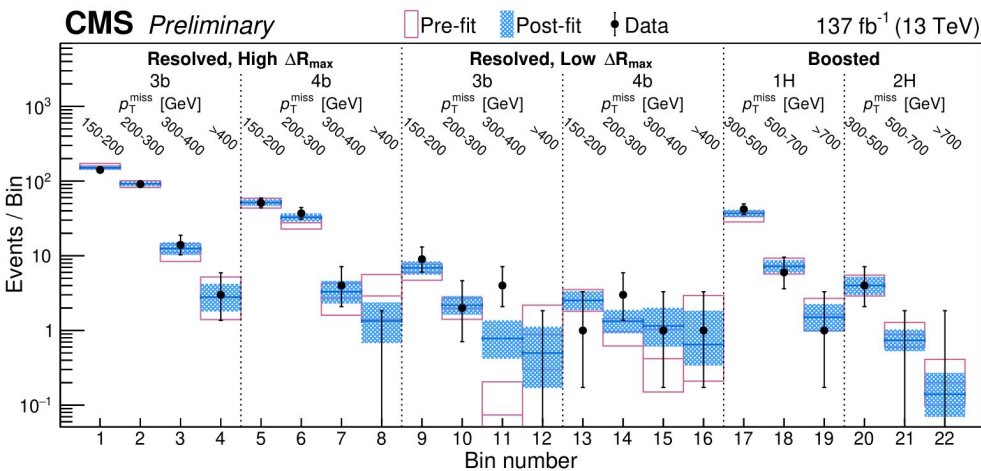 CMS Preliminary Pre-fit Post-fit Data 137 fb⁻¹ (13 TeV)
Resolved, High ΔRmax Resolved, Low ΔRmax Boosted
3b 4b 3b 4b 1H 2H
pTmiss [GeV] pTmiss [GeV] pTmiss [GeV] pTmiss [GeV] pTmiss [GeV] pTmiss [GeV]
150-200 200-300 300-400 >400 150-200 200-300 300-400 >400 150-200 200-300 300-400 >400 150-200 200-300 300-400 >400 300-500 500-700 >700 300-500 500-700 >700
Events / Bin
10³
10²
10
1
10⁻¹
1 2 3 4 5 6 7 8 9 10 11 12 13 14 15 16 17 18 19 20 21 22
Bin number